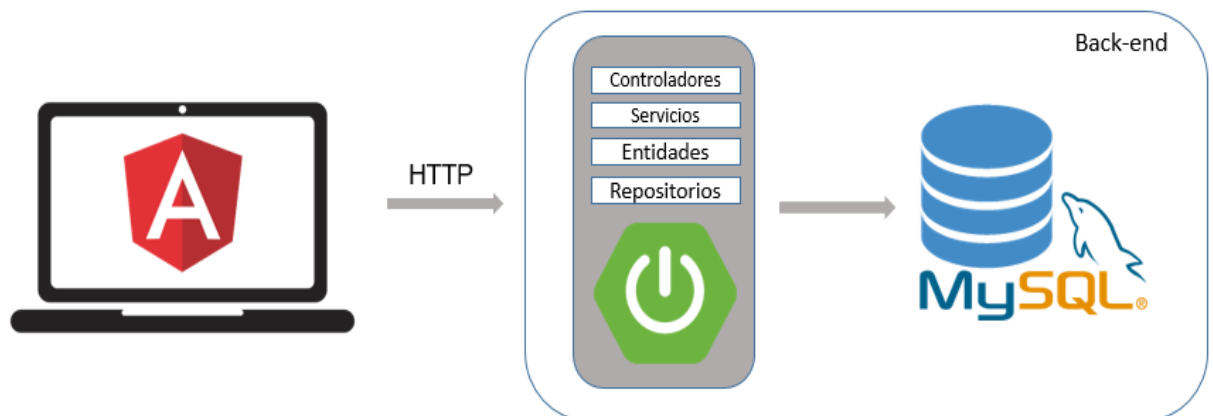 Back-end
Controladores
Servicios
Entidades
Repositorios
HTTP
A
MySQL®